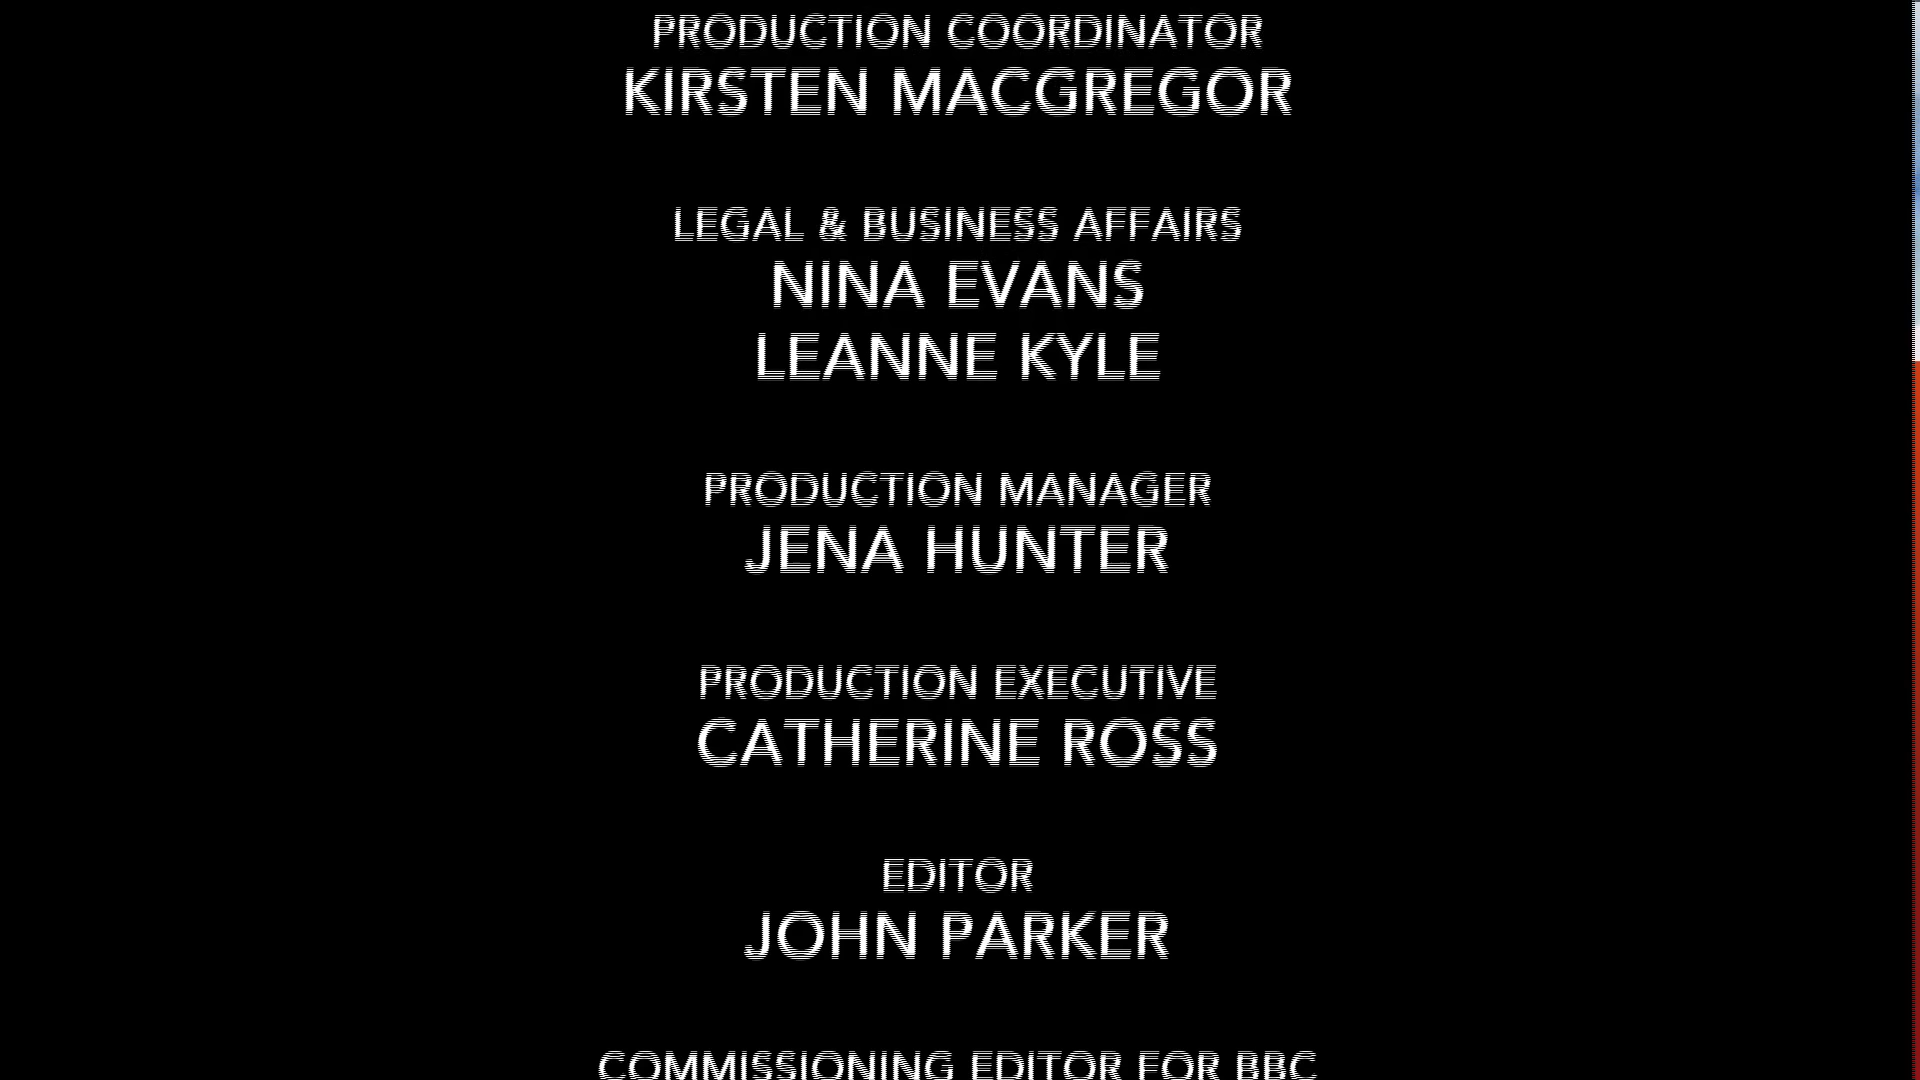 PRODUCTION COORDINATOR
KIRSTEN MACGREGOR
LEGAL & BUSINESS AFFAIRS
NINA EVANS
LEANNE KYLE
PRODUCTION MANAGER
JENA HUNTER
PRODUCTION EXECUTIVE
CATHERINE ROSS
EDITOR
JOHN PARKER
COMMISSIONING EDITOR FOR BBC